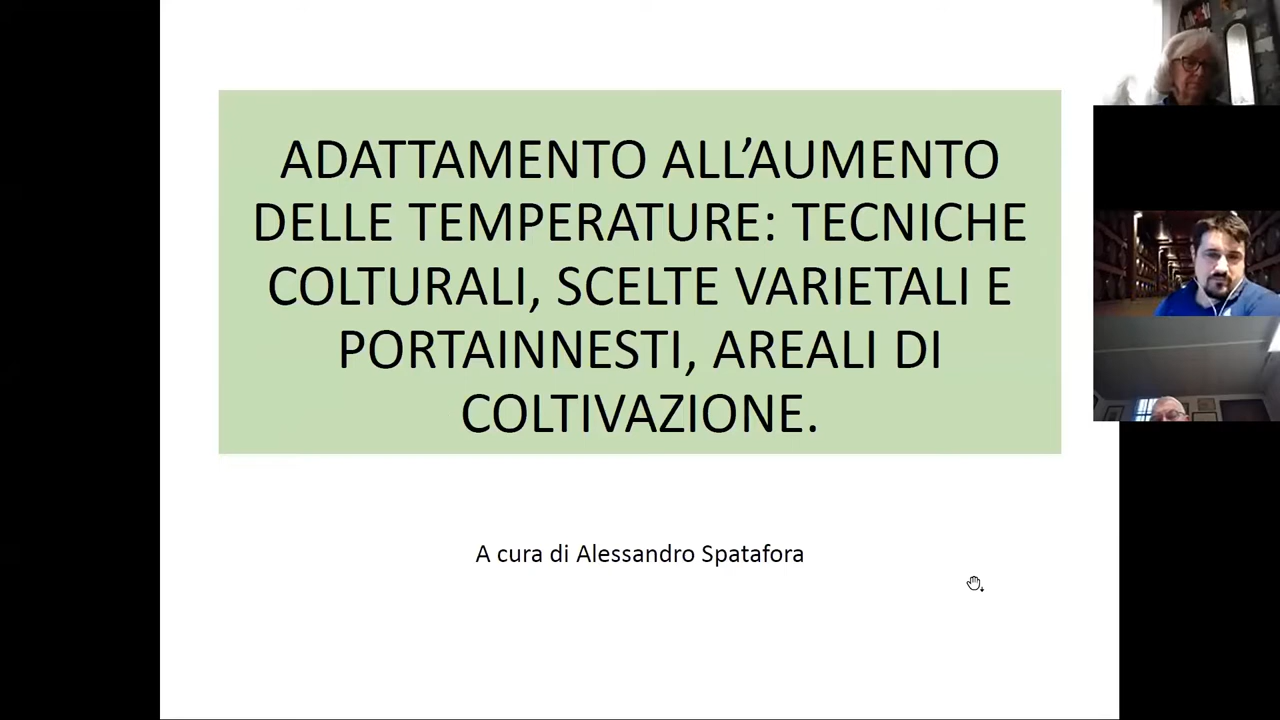 ADATTAMENTO ALL’AUMENTO
DELLE TEMPERATURE: TECNICHE
COLTURALI, SCELTE VARIETALI E
PORTAINNESTI, AREALI DI
COLTIVAZIONE.
A cura di Alessandro Spatafora